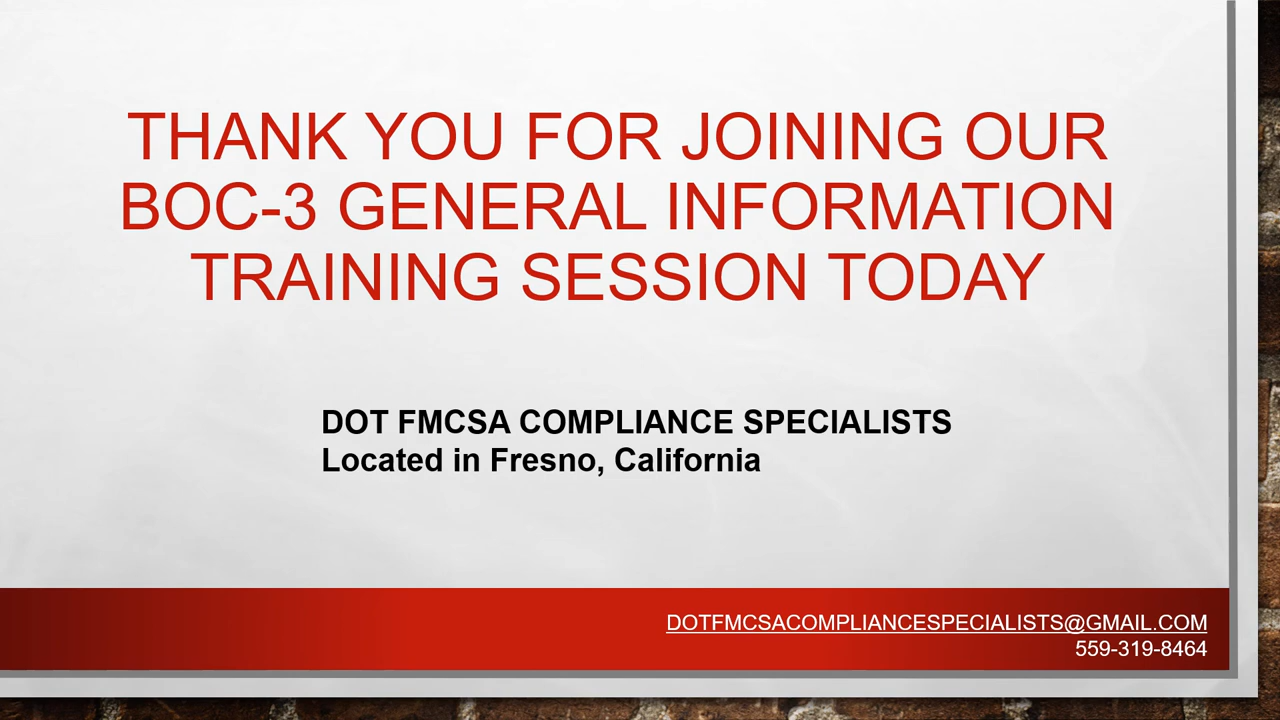 THANK YOU FOR JOINING OUR
BOC-3 GENERAL INFORMATION
TRAINING SESSION TODAY
DOT FMCSA COMPLIANCE SPECIALISTS
Located in Fresno, California
DOTFMCSACOMPLIANCESPECIALISTS@GMAIL.COM
559-319-8464